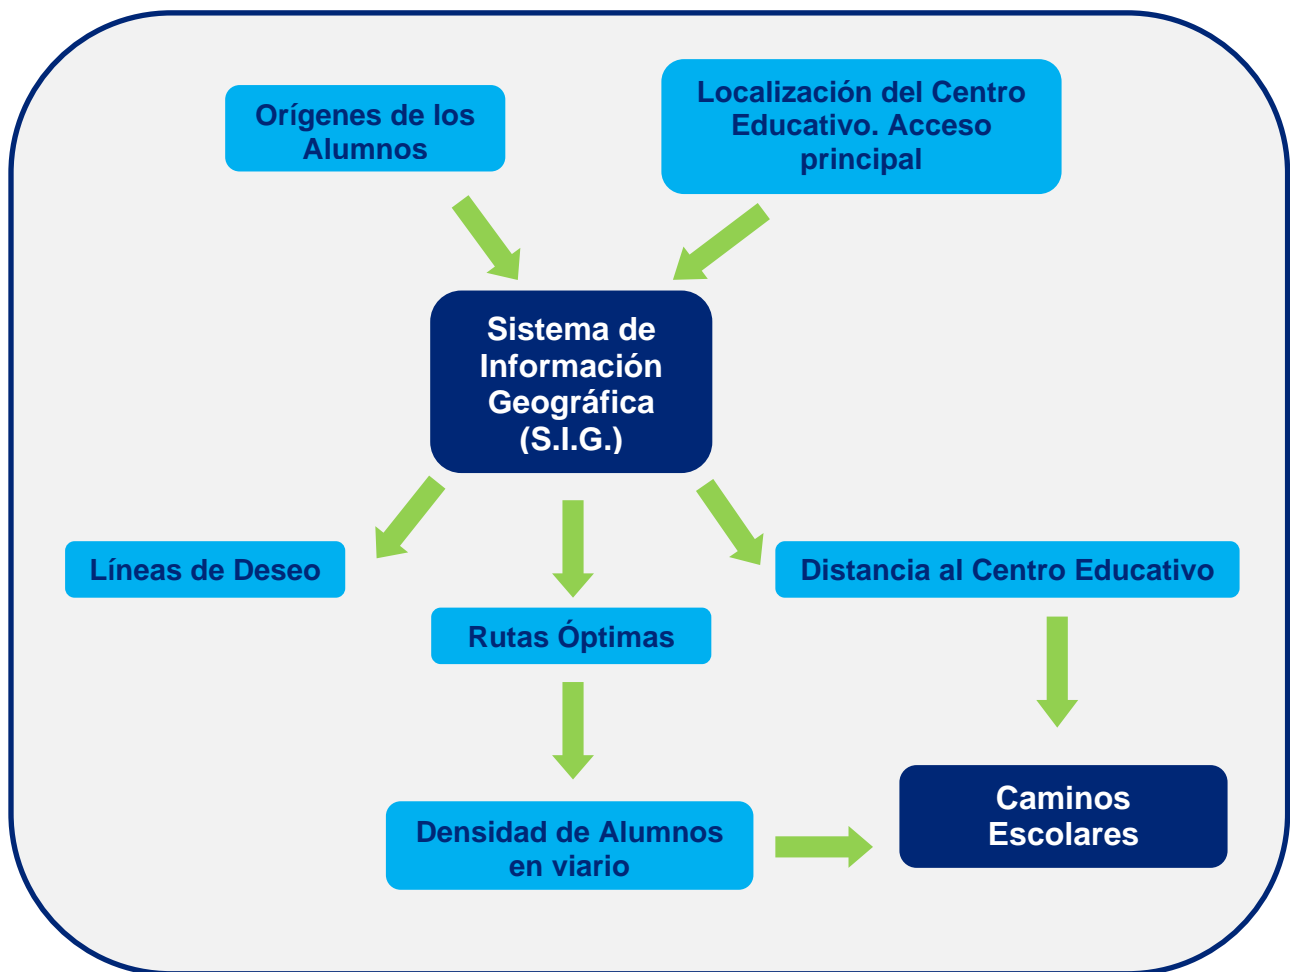 Orígenes de los
Alumnos
Localización del Centro
Educativo. Acceso
principal
Sistema de
Información
Geográfica
(S.I.G.)
Líneas de Deseo
Distancia al Centro Educativo
Rutas Óptimas
Caminos
Escolares
Densidad de Alumnos
en viario